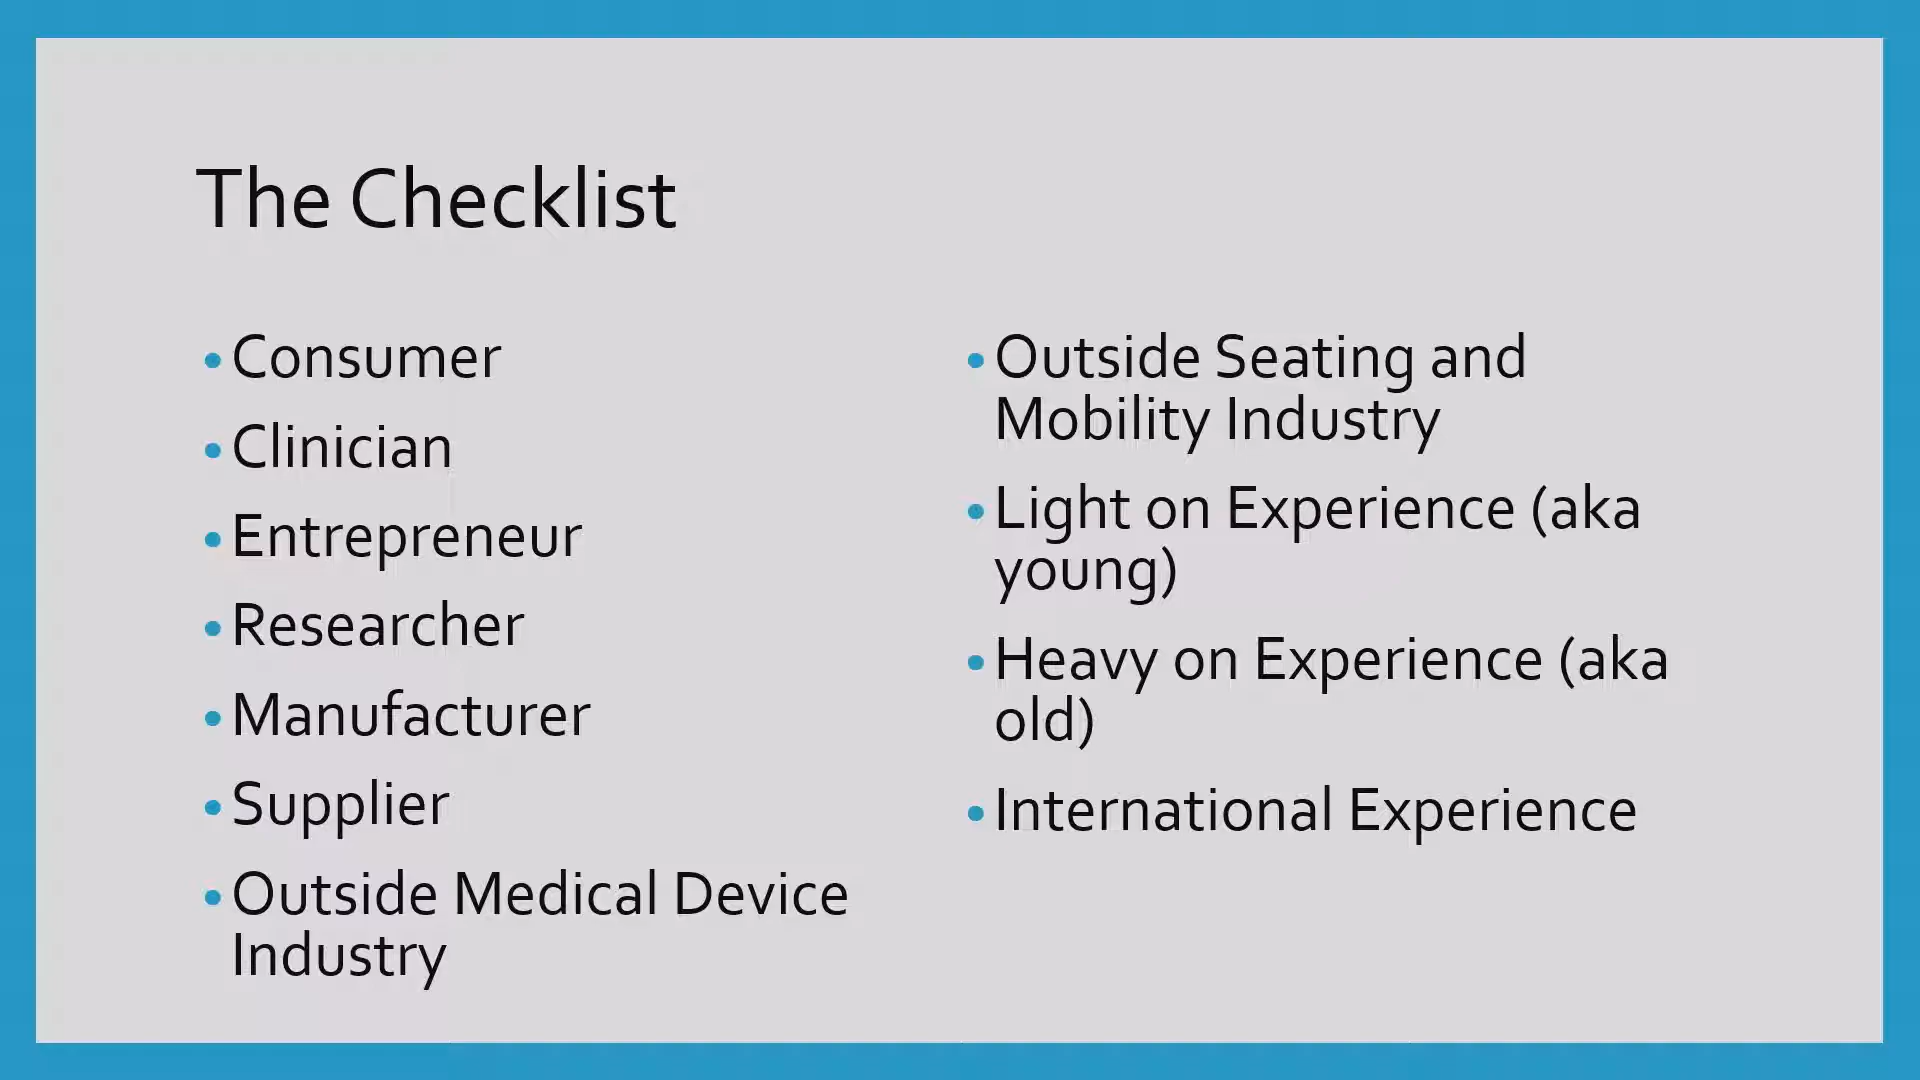 The Checklist
• Consumer
• Clinician
• Entrepreneur
• Researcher
• Manufacturer
• Supplier
• Outside Medical Device
Industry
• Outside Seating and
Mobility Industry
• Light on Experience (aka
young)
• Heavy on Experience (aka
old)
• International Experience